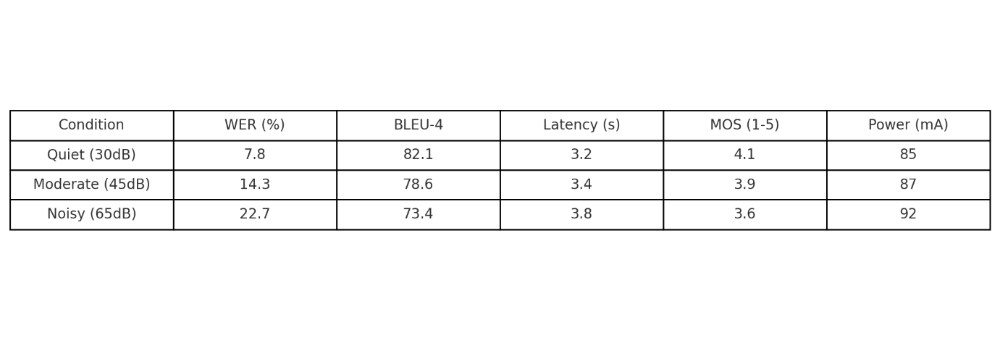 Condition WER (%) BLEU-4 Latency (s) MOS (1-5) Power (mA)
Quiet (30dB) 7.8 82.1 3.2 4.1 85
Moderate (45dB) 14.3 78.6 3.4 3.9 87
Noisy (65dB) 22.7 73.4 3.8 3.6 92